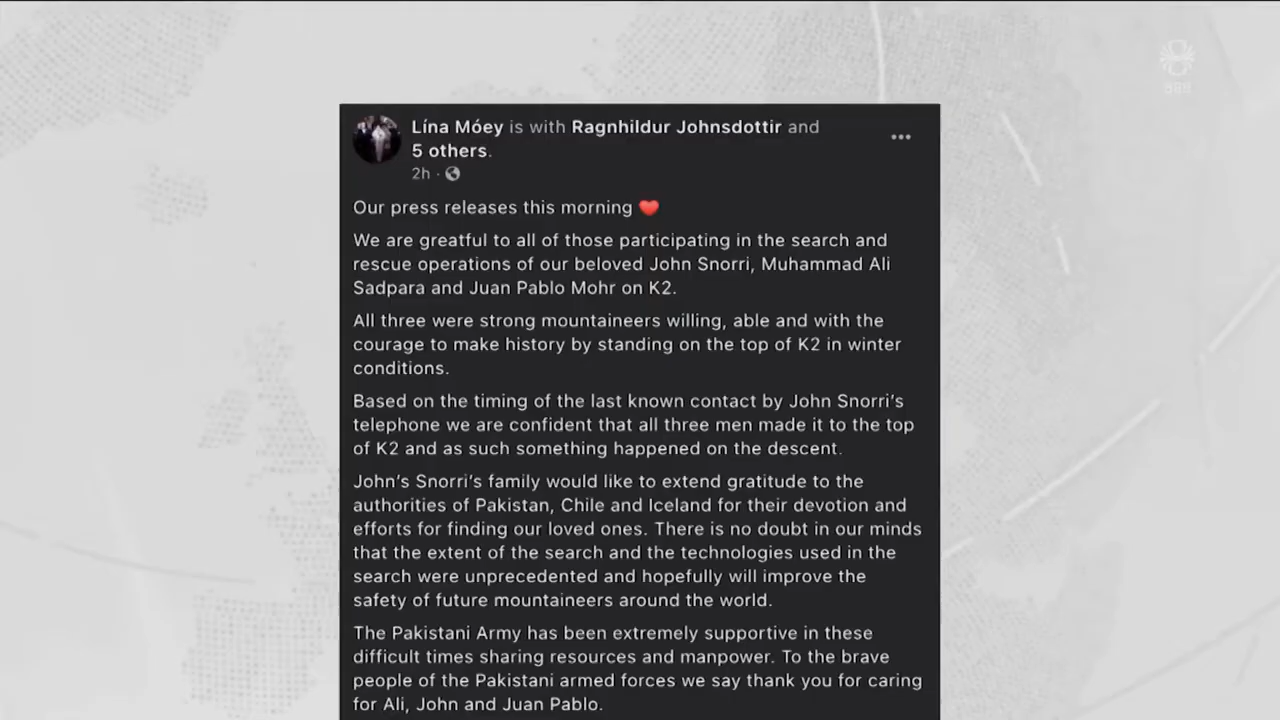 Lína Móey is with Ragnhildur Johnsdottir and
5 others.
2h ·
Our press releases this morning ❤️
We are greatful to all of those participating in the search and
rescue operations of our beloved John Snorri, Muhammad Ali
Sadpara and Juan Pablo Mohr on K2.
All three were strong mountaineers willing, able and with the
courage to make history by standing on the top of K2 in winter
conditions.
Based on the timing of the last known contact by John Snorri's
telephone we are confident that all three men made it to the top
of K2 and as such something happened on the descent.
John's Snorri's family would like to extend gratitude to the
authorities of Pakistan, Chile and Iceland for their devotion and
efforts for finding our loved ones. There is no doubt in our minds
that the extent of the search and the technologies used in the
search were unprecedented and hopefully will improve the
safety of future mountaineers around the world.
The Pakistani Army has been extremely supportive in these
difficult times sharing resources and manpower. To the brave
people of the Pakistani armed forces we say thank you for caring
for Ali, John and Juan Pablo.